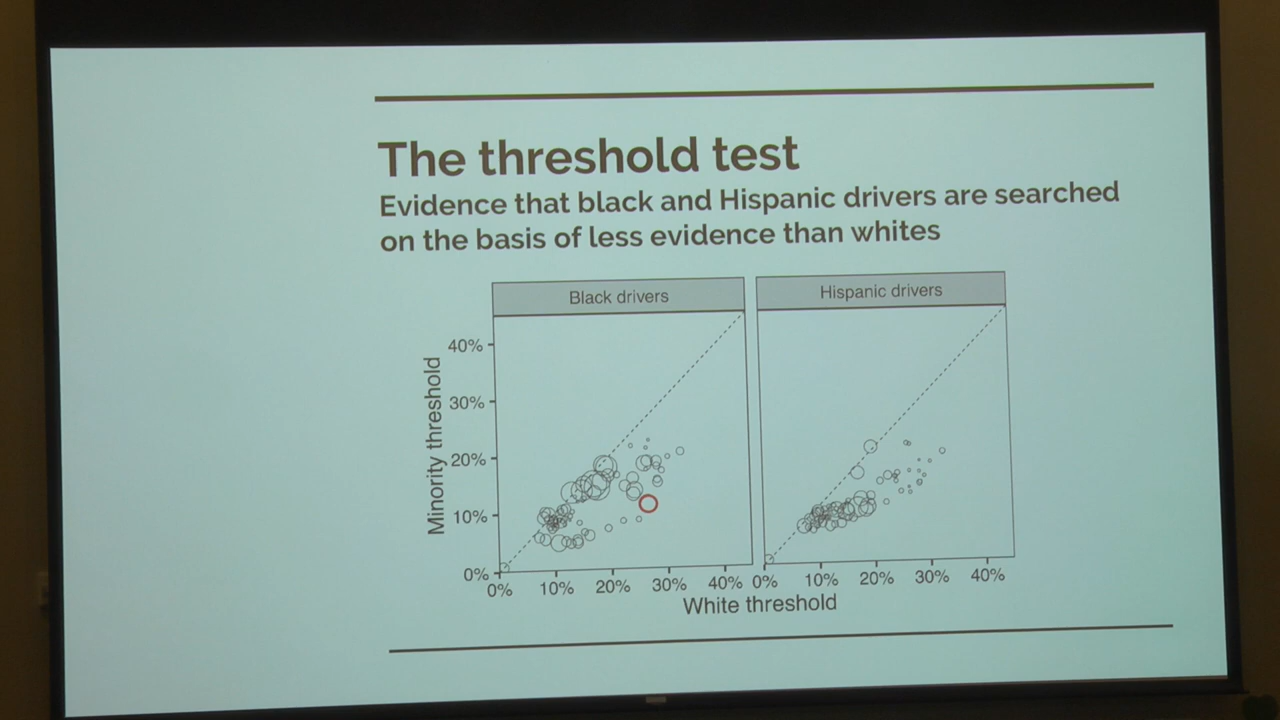 The threshold test
Evidence that black and Hispanic drivers are searched
on the basis of less evidence than whites
Black drivers
Hispanic drivers
Minority threshold
40%
30%
20%
10%
0%
0% 10% 20% 30% 40%
0% 10% 20% 30% 40%
White threshold